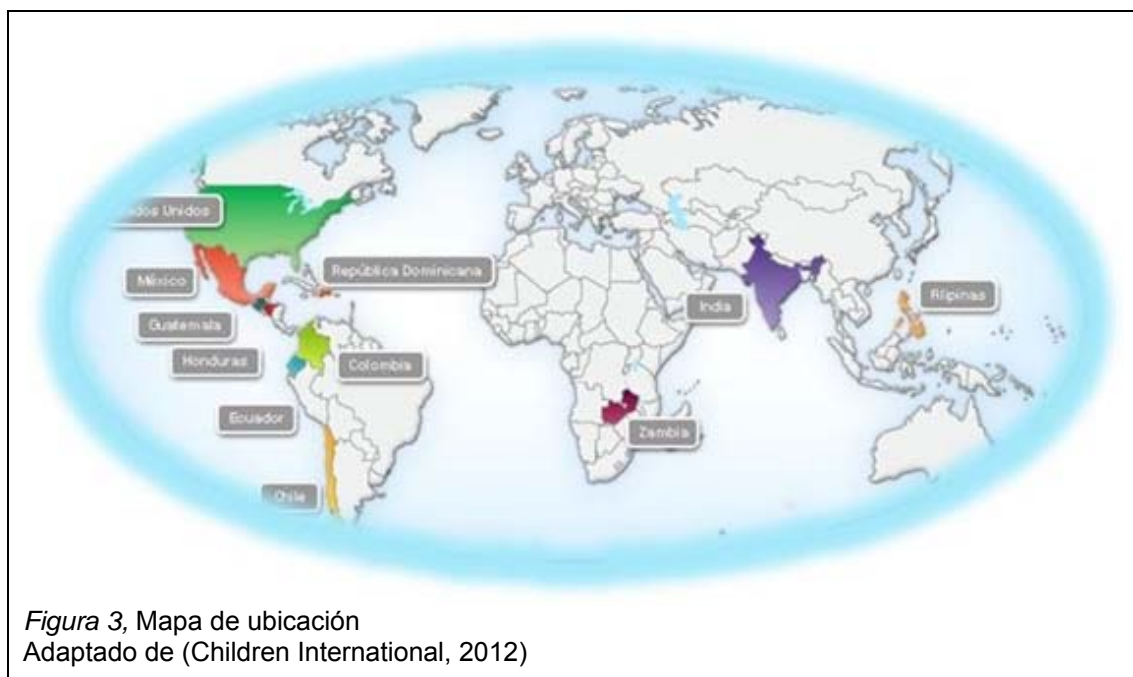 ados Unidos
México
República Dominicana
Guatemala
Honduras
Colombia
Ecuador
Chile
India
Filipinas
Zambia
Figura 3, Mapa de ubicación
Adaptado de (Children International, 2012)